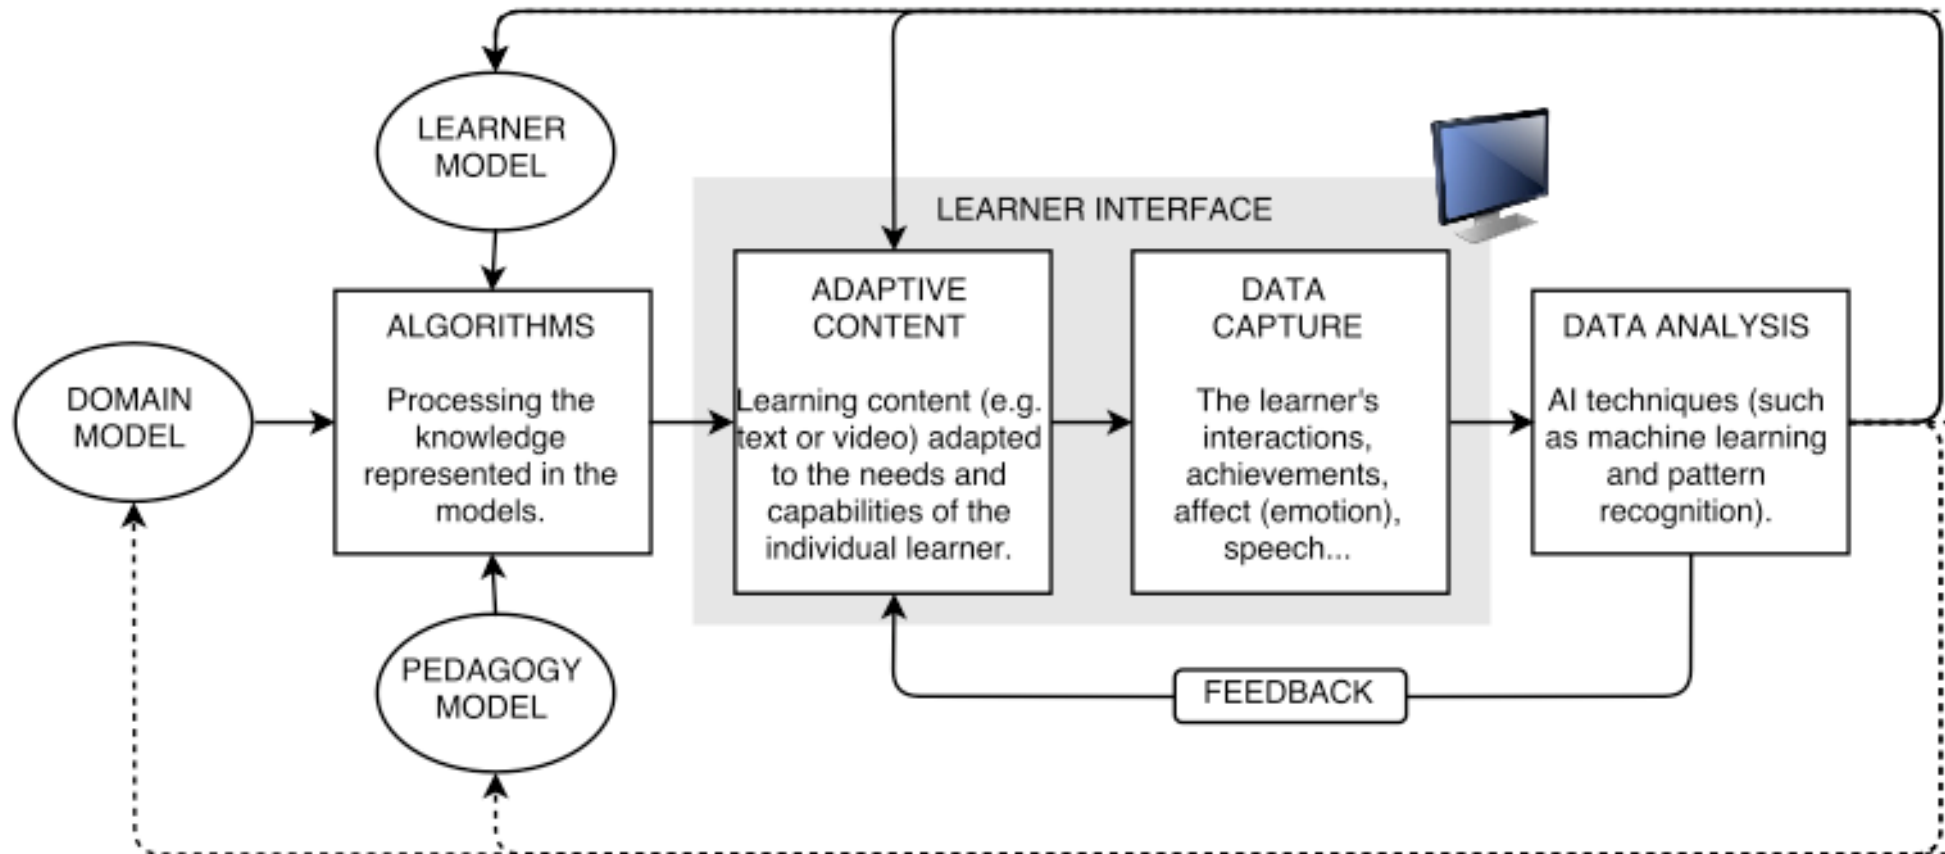 LEARNER
MODEL
LEARNER INTERFACE
DOMAIN
MODEL
ALGORITHMS
Processing the
knowledge
represented in the
models.
PEDAGOGY
MODEL
ADAPTIVE
CONTENT
Learning content (e.g.
text or video) adapted
to the needs and
capabilities of the
individual learner.
DATA
CAPTURE
The learner's
interactions,
achievements,
affect (emotion),
speech...
DATA ANALYSIS
AI techniques (such
as machine learning
and pattern
recognition).
FEEDBACK